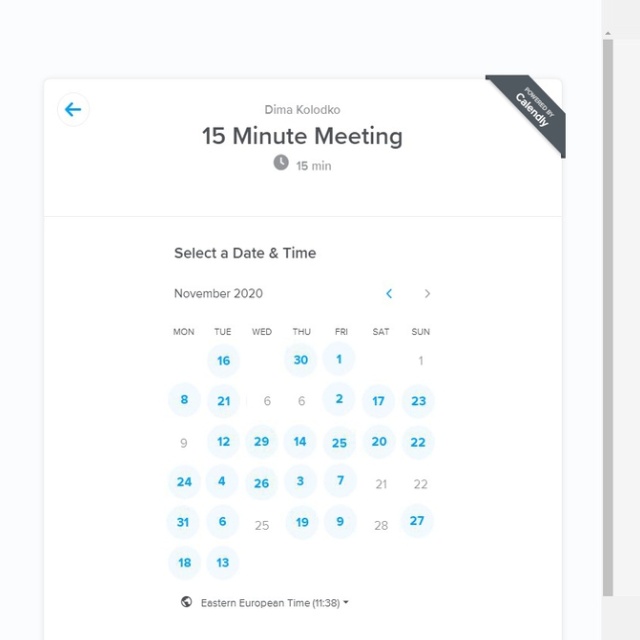 POWERED BY
Calendly
Dima Kolodko
15 Minute Meeting
15 min
Select a Date & Time
November 2020
MON TUE WED THU FRI SAT SUN
16 30 1 1
8 21 6 6 2 17 23
9 12 29 14 25 20 22
24 4 26 3 7 21 22
31 6 25 19 9 28 27
18 13
Eastern European Time (11:38)